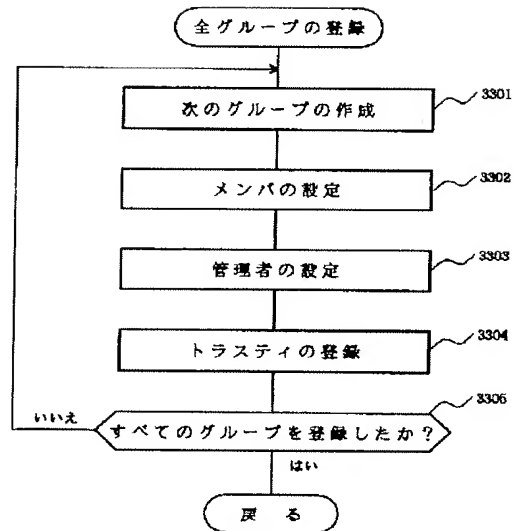 全グループの登録
次のグループの作成
3301
メンバの設定
3302
管理者の設定
3303
トラスティの登録
3304
3305
いいえ
すべてのグループを登録したか?
はい
戻る